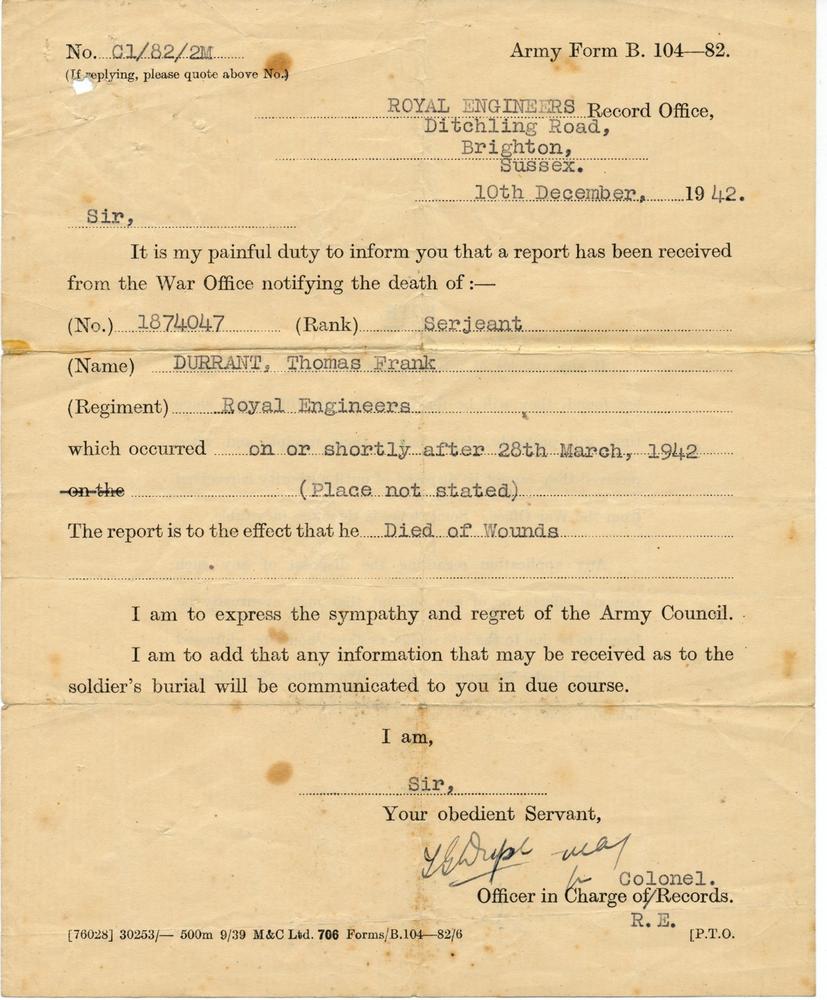 No. C1/82/2M Army Form B. 104—82.
(If replying, please quote above No.)
ROYAL ENGINEERS Record Office,
Ditchling Road,
Brighton,
Sussex.
10th December, 1942.
Sir,
It is my painful duty to inform you that a report has been received
from the War Office notifying the death of :—
(No.) 1874047 (Rank) Serjeant
(Name) DURRANT, Thomas Frank
(Regiment) Royal Engineers
which occurred on or shortly after 28th March, 1942
on the (Place not stated)
The report is to the effect that he Died of Wounds
I am to express the sympathy and regret of the Army Council.
I am to add that any information that may be received as to the
soldier's burial will be communicated to you in due course.
I am,
Sir,
Your obedient Servant,
Colonel.
Officer in Charge of Records.
R.E.
[76028] 30253/— 500m 9/39 M&C Ltd. 706 Forms/B.104—82/6 [P.T.O.